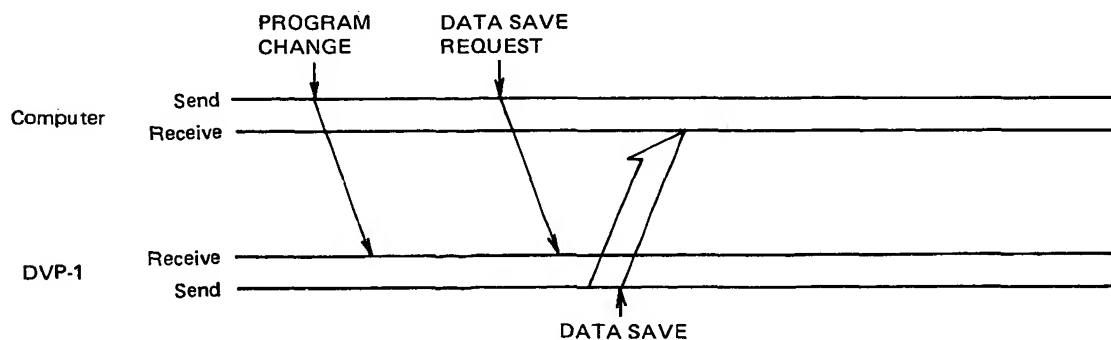 PROGRAM
CHANGE
DATA SAVE
REQUEST
Computer
Send
Receive
DVP-1
Receive
Send
DATA SAVE